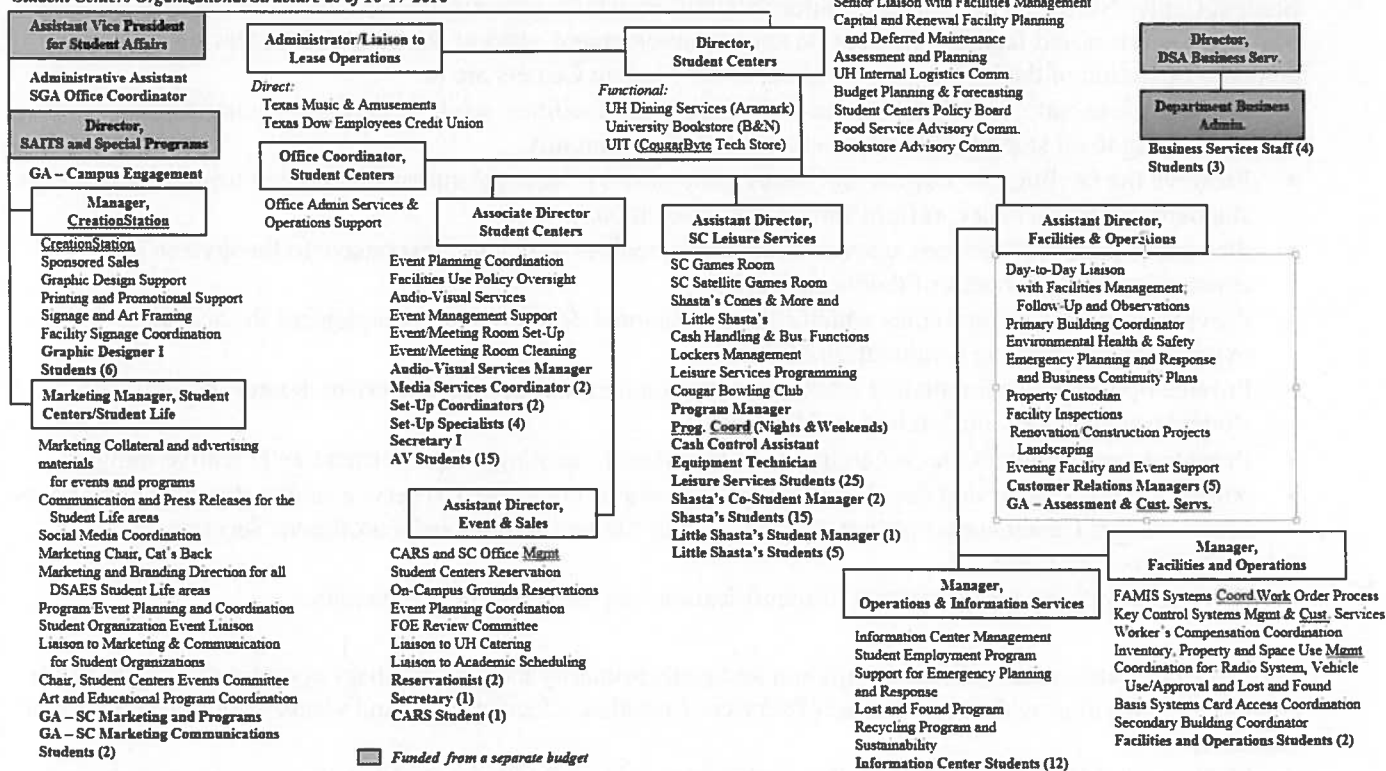 Student Centers Organizational Structure as of 10-17-2016
Assistant Vice President
for Student Affairs
Administrative Assistant
SGA Office Coordinator
Director,
SAITS and Special Programs
GA – Campus Engagement
Manager,
CreationStation
CreationStation
Sponsored Sales
Graphic Design Support
Printing and Promotional Support
Signage and Art Framing
Facility Signage Coordination
Graphic Designer I
Students (6)
Marketing Manager, Student
Centers/Student Life
Marketing Collateral and advertising
materials
for events and programs
Communication and Press Releases for the
Student Life areas
Social Media Coordination
Marketing Chair, Cat's Back
Marketing and Branding Direction for all
DSAES Student Life areas
Program/Event Planning and Coordination
Student Organization Event Liaison
Liaison to Marketing & Communication
for Student Organizations
Chair, Student Centers Events Committee
Art and Educational Program Coordinator
GA – SC Marketing and Programs
GA – SC Marketing Communications
Students (2)
Administrator/Liaison to
Lease Operations
Direct:
Texas Music & Amusements
Texas Dow Employees Credit Union
Office Coordinator,
Student Centers
Office Admin Services &
Operations Support
Director,
Student Centers
Functional:
UH Dining Services (Aramark)
University Bookstore (B&N)
UIT (CougarByte Tech Store)
Senior Liaison with Facilities Management
Capital and Renewal Facility Planning
and Deferred Maintenance
Assessment and Planning
UH Internal Logistics Comm.
Budget Planning & Forecasting
Student Centers Policy Board
Food Service Advisory Comm.
Bookstore Advisory Comm.
Director,
DSA Business Serv.
Department Business
Admin.
Business Services Staff (4)
Students (3)
Associate Director
Student Centers
Event Planning Coordination
Facilities Use Policy Oversight
Audio-Visual Services
Event Management Support
Event/Meeting Room Set-Up
Event/Meeting Room Cleaning
Audio-Visual Services Manager
Media Services Coordinator (2)
Set-Up Coordinators (2)
Set-Up Specialists (4)
Secretary I
AV Students (15)
Assistant Director,
Event & Sales
CARS and SC Office Mgmt
Student Centers Reservation
On-Campus Grounds Reservations
Event Planning Coordination
FOE Review Committee
Liaison to UH Catering
Liaison to Academic Scheduling
Reservationist (2)
Secretary (1)
CARS Student (1)
Funded from a separate budget
Assistant Director,
SC Leisure Services
SC Games Room
SC Satellite Games Room
Shasta's Cones & More and
Little Shasta's
Cash Handling & Bus. Functions
Lockers Management
Leisure Services Programming
Cougar Bowling Club
Program Manager
Prog. Coord (Nights &Weekends)
Cash Control Assistant
Equipment Technician
Leisure Services Students (25)
Shasta's Co-Student Manager (2)
Shasta's Students (15)
Little Shasta's Student Manager (1)
Little Shasta's Students (5)
Assistant Director,
Facilities & Operations
Day-to-Day Liaison
with Facilities Management;
Follow-Up and Observations
Primary Building Coordinator
Environmental Health & Safety
Emergency Planning and Response
and Business Continuity Plans
Property Custodian
Facility Inspections
Renovation/Construction Projects
Landscaping
Evening Facility and Event Support
Customer Relations Managers (5)
GA – Assessment & Cust. Servs.
Manager,
Operations & Information Services
Information Center Management
Student Employment Program
Support for Emergency Planning
and Response
Lost and Found Program
Recycling Program and
Sustainability
Information Center Students (12)
Manager,
Facilities and Operations
FAMIS Systems Coord.Work Order Process
Key Control Systems Mgmt & Cust. Services
Worker's Compensation Coordination
Inventory, Property and Space Use Mgmt
Coordination for: Radio System, Vehicle
Use/Approval and Lost and Found
Basis Systems Card Access Coordination
Secondary Building Coordinator
Facilities and Operations Students (2)